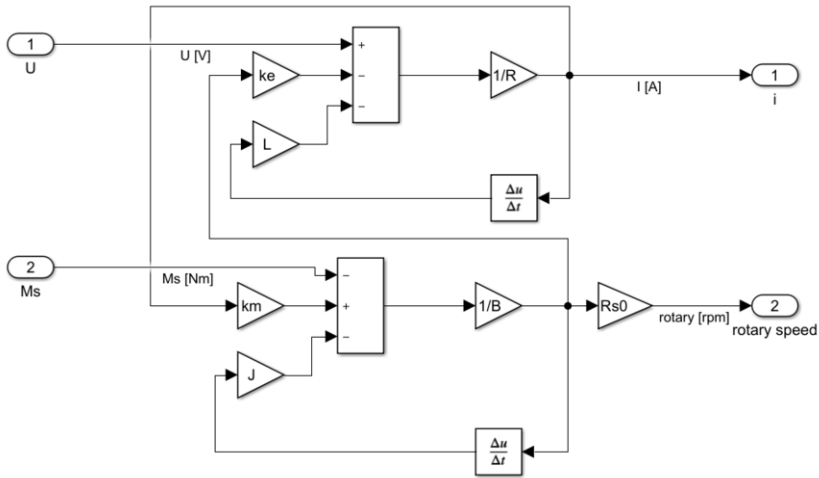 1
U
U [V]
+
−
−
ke
L
1/R
I [A]
1
i
Δu
Δt
2
Ms
Ms [Nm]
−
+
−
km
J
1/B
Rs0
rotary [rpm]
2
rotary speed
Δu
Δt